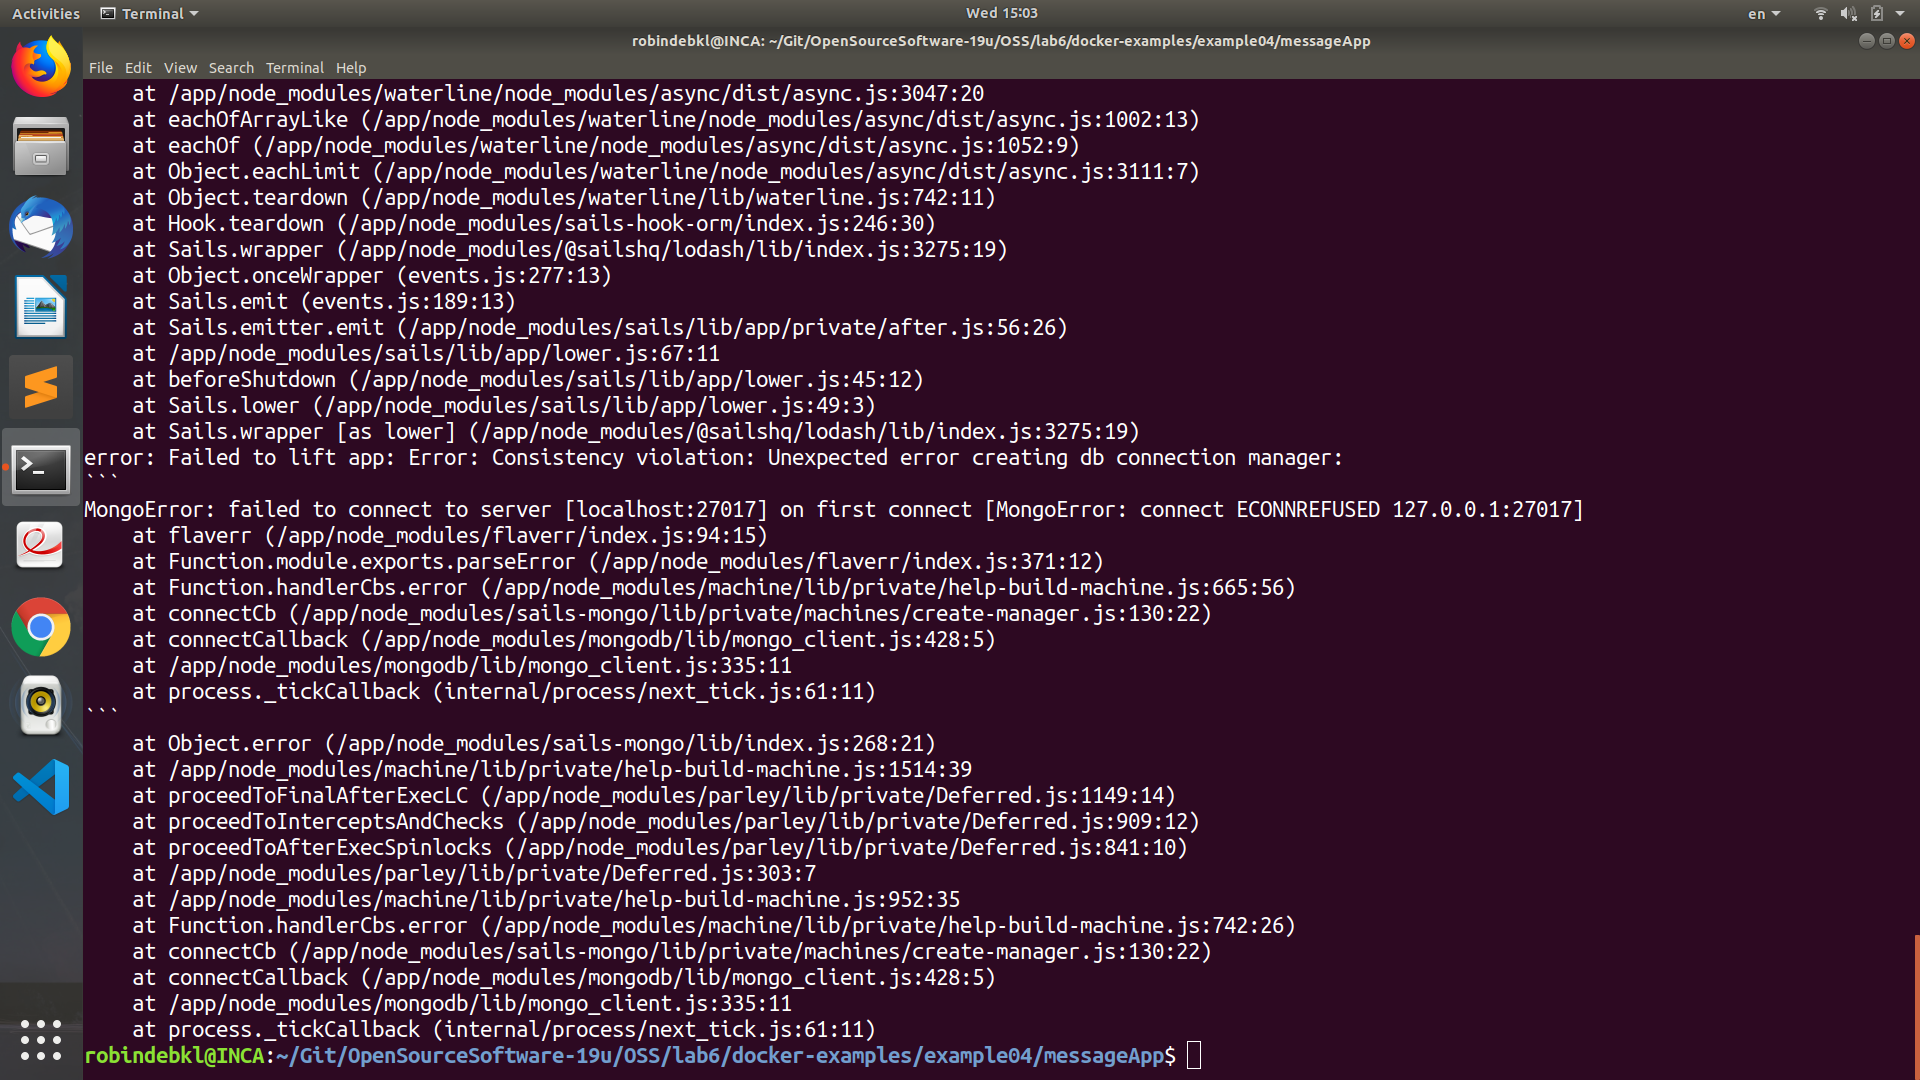 Activities Terminal Wed 15:03 en
robindebkl@INCA: ~/Git/OpenSourceSoftware-19u/OSS/lab6/docker-examples/example04/messageApp
File Edit View Search Terminal Help
at /app/node_modules/waterline/node_modules/async/dist/async.js:3047:20
at eachOfArrayLike (/app/node_modules/waterline/node_modules/async/dist/async.js:1002:13)
at eachOf (/app/node_modules/waterline/node_modules/async/dist/async.js:1052:9)
at Object.eachLimit (/app/node_modules/waterline/node_modules/async/dist/async.js:3111:7)
at Object.teardown (/app/node_modules/waterline/lib/waterline.js:742:11)
at Hook.teardown (/app/node_modules/sails-hook-orm/index.js:246:30)
at Sails.wrapper (/app/node_modules/@sailshq/lodash/lib/index.js:3275:19)
at Object.onceWrapper (events.js:277:13)
at Sails.emit (events.js:189:13)
at Sails.emitter.emit (/app/node_modules/sails/lib/app/private/after.js:56:26)
at /app/node_modules/sails/lib/app/lower.js:67:11
at beforeShutdown (/app/node_modules/sails/lib/app/lower.js:45:12)
at Sails.lower (/app/node_modules/sails/lib/app/lower.js:49:3)
at Sails.wrapper [as lower] (/app/node_modules/@sailshq/lodash/lib/index.js:3275:19)
error: Failed to lift app: Error: Consistency violation: Unexpected error creating db connection manager:
```
MongoError: failed to connect to server [localhost:27017] on first connect [MongoError: connect ECONNREFUSED 127.0.0.1:27017]
at flaverr (/app/node_modules/flaverr/index.js:94:15)
at Function.module.exports.parseError (/app/node_modules/flaverr/index.js:371:12)
at Function.handlerCbs.error (/app/node_modules/machine/lib/private/help-build-machine.js:665:56)
at connectCb (/app/node_modules/sails-mongo/lib/private/machines/create-manager.js:130:22)
at connectCallback (/app/node_modules/mongodb/lib/mongo_client.js:428:5)
at /app/node_modules/mongodb/lib/mongo_client.js:335:11
at process._tickCallback (internal/process/next_tick.js:61:11)
```
at Object.error (/app/node_modules/sails-mongo/lib/index.js:268:21)
at /app/node_modules/machine/lib/private/help-build-machine.js:1514:39
at proceedToFinalAfterExecLC (/app/node_modules/parley/lib/private/Deferred.js:1149:14)
at proceedToInterceptsAndChecks (/app/node_modules/parley/lib/private/Deferred.js:909:12)
at proceedToAfterExecSpinlocks (/app/node_modules/parley/lib/private/Deferred.js:841:10)
at /app/node_modules/parley/lib/private/Deferred.js:303:7
at /app/node_modules/machine/lib/private/help-build-machine.js:952:35
at Function.handlerCbs.error (/app/node_modules/machine/lib/private/help-build-machine.js:742:26)
at connectCb (/app/node_modules/sails-mongo/lib/private/machines/create-manager.js:130:22)
at connectCallback (/app/node_modules/mongodb/lib/mongo_client.js:428:5)
at /app/node_modules/mongodb/lib/mongo_client.js:335:11
at process._tickCallback (internal/process/next_tick.js:61:11)
robindebkl@INCA:~/Git/OpenSourceSoftware-19u/OSS/lab6/docker-examples/example04/messageApp$